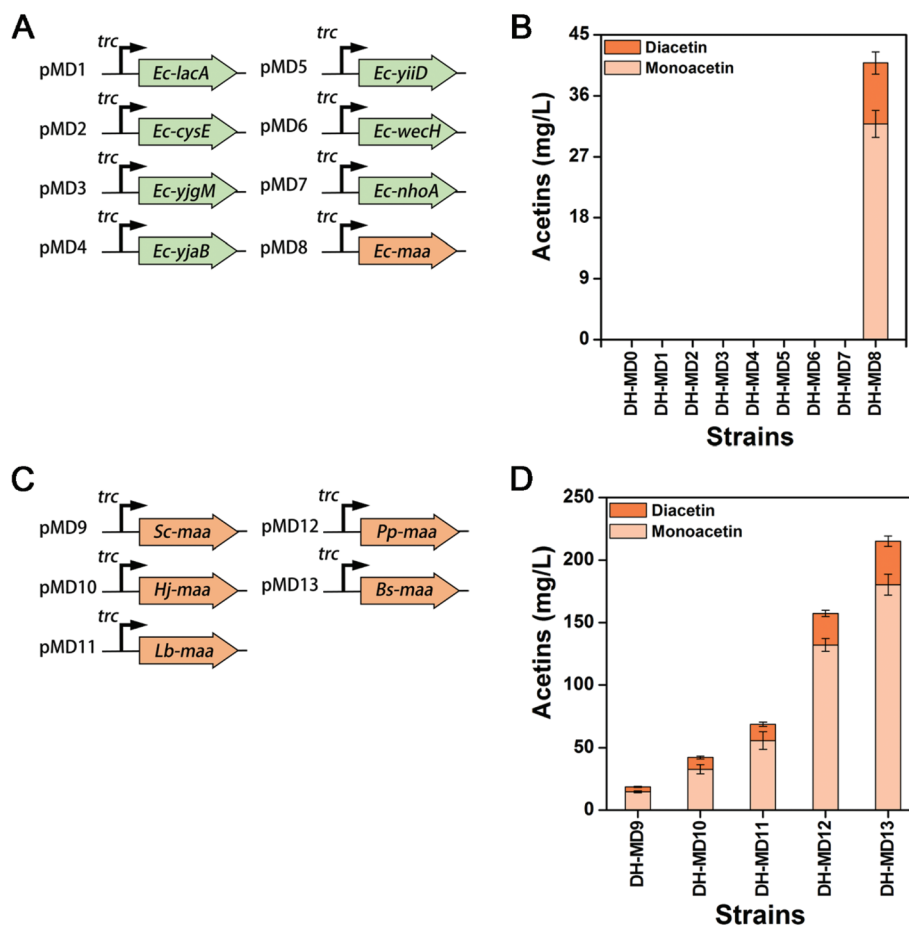 A
trc
pMD1
Ec-lacA
trc
pMD5
Ec-yiiD
trc
pMD2
Ec-cysE
trc
pMD6
Ec-wecH
trc
pMD3
Ec-yjgM
trc
pMD7
Ec-nhoA
trc
pMD4
Ec-yjaB
trc
pMD8
Ec-maa
B
Diacetin
Monoacetin
Acetins (mg/L)
45
36
27
18
9
0
DH-MD0
DH-MD1
DH-MD2
DH-MD3
DH-MD4
DH-MD5
DH-MD6
DH-MD7
DH-MD8
Strains
C
trc
pMD9
Sc-maa
trc
pMD12
Pp-maa
trc
pMD10
Hj-maa
trc
pMD13
Bs-maa
trc
pMD11
Lb-maa
D
Diacetin
Monoacetin
Acetins (mg/L)
250
200
150
100
50
0
DH-MD9
DH-MD10
DH-MD11
DH-MD12
DH-MD13
Strains